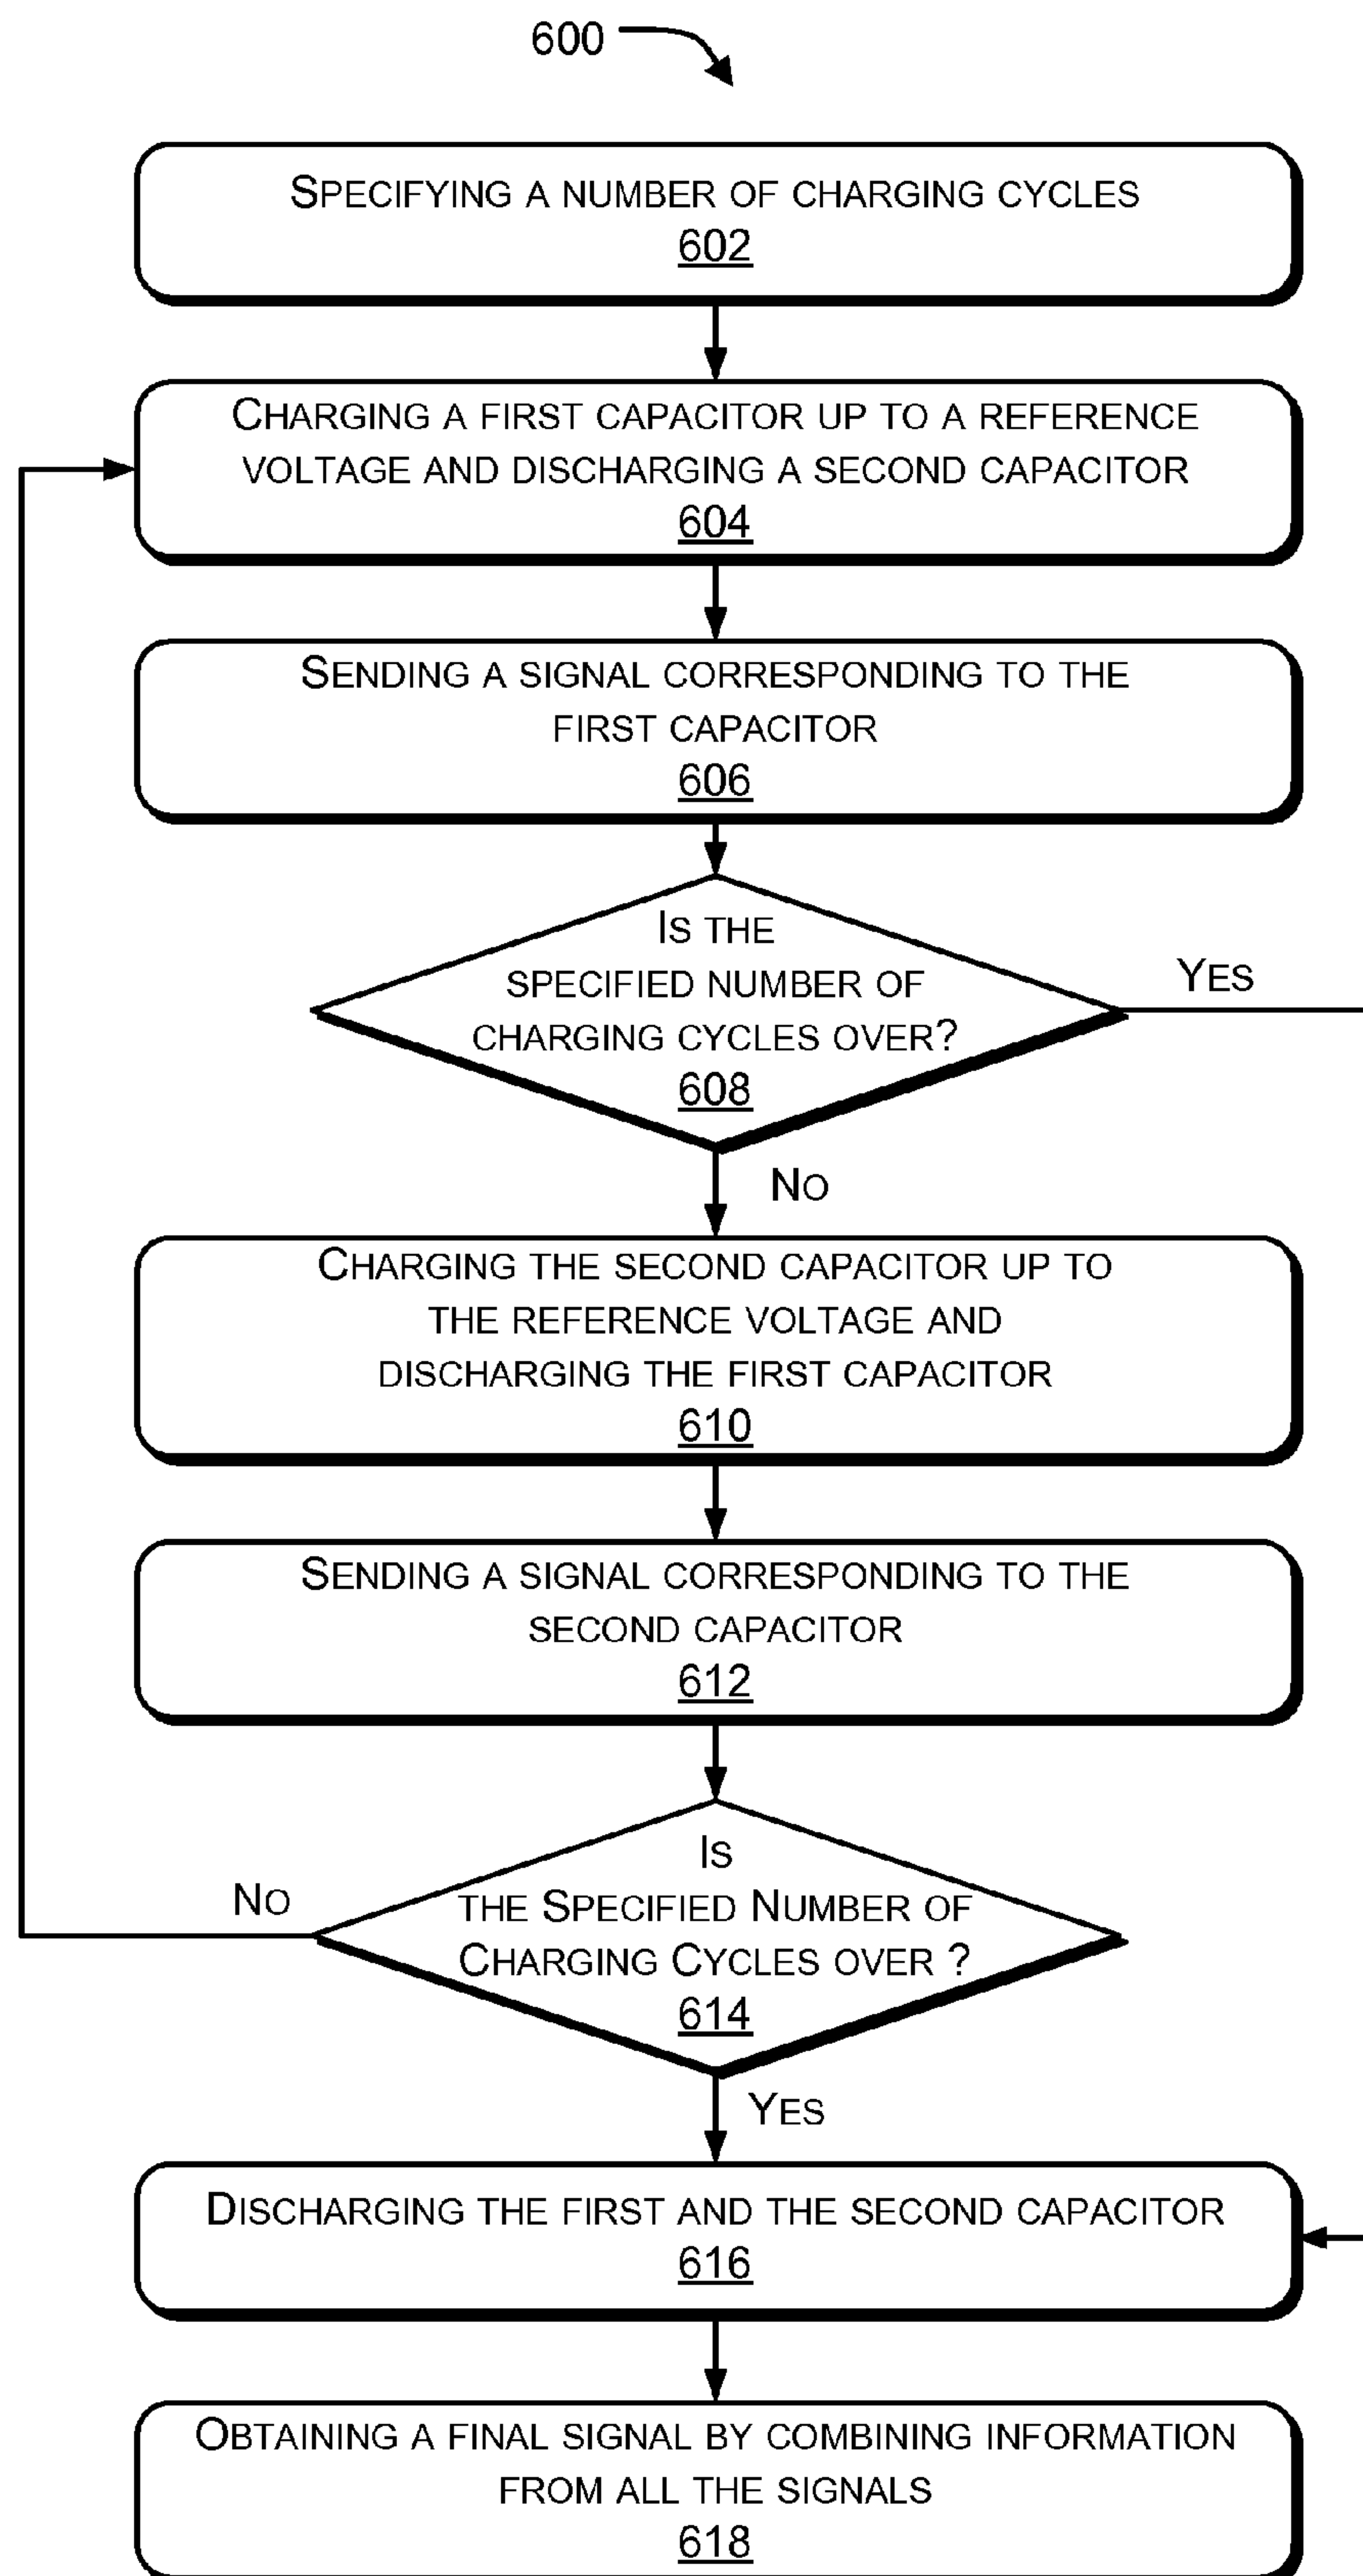 600
SPECIFYING A NUMBER OF CHARGING CYCLES
602
CHARGING A FIRST CAPACITOR UP TO A REFERENCE
VOLTAGE AND DISCHARGING A SECOND CAPACITOR
604
SENDING A SIGNAL CORRESPONDING TO THE
FIRST CAPACITOR
606
IS THE
SPECIFIED NUMBER OF
CHARGING CYCLES OVER?
608
YES
NO
CHARGING THE SECOND CAPACITOR UP TO
THE REFERENCE VOLTAGE AND
DISCHARGING THE FIRST CAPACITOR
610
SENDING A SIGNAL CORRESPONDING TO THE
SECOND CAPACITOR
612
IS
THE SPECIFIED NUMBER OF
CHARGING CYCLES OVER ?
614
NO
YES
DISCHARGING THE FIRST AND THE SECOND CAPACITOR
616
OBTAINING A FINAL SIGNAL BY COMBINING INFORMATION
FROM ALL THE SIGNALS
618